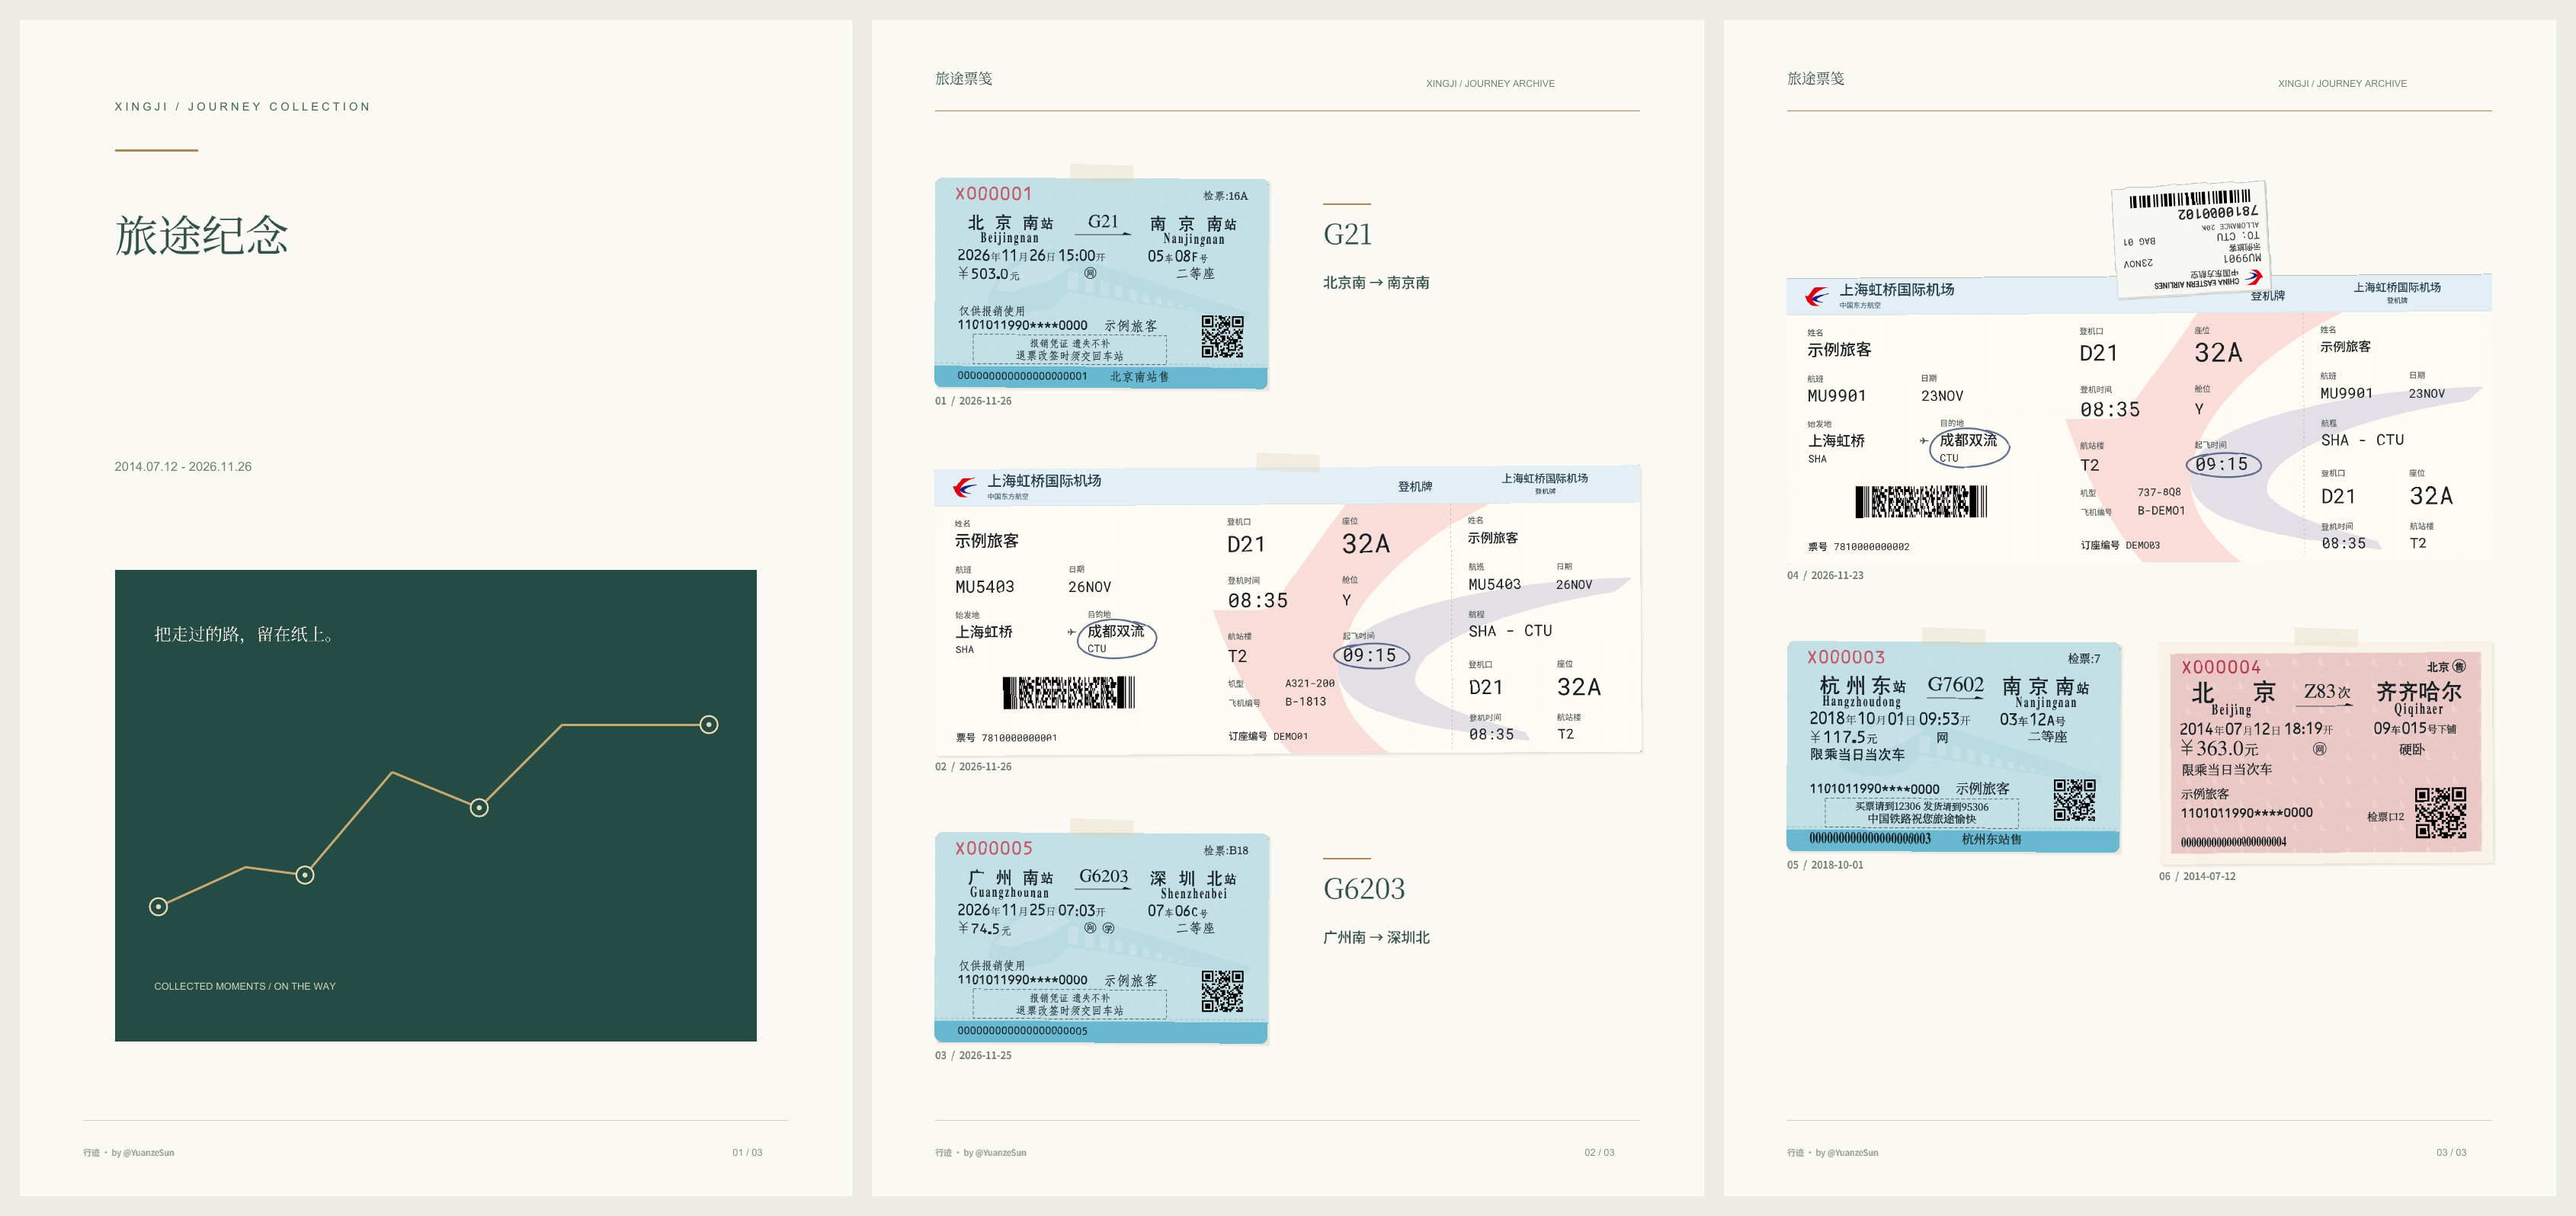 XINGJI / JOURNEY COLLECTION
旅途纪念
2014.07.12 - 2026.11.26
把走过的路，留在纸上。
COLLECTED MOMENTS / ON THE WAY
行迹 · by @YuanzeSun
01 / 03
旅途票笺
XINGJI / JOURNEY ARCHIVE
X000001
检票:16A
北京南站 G21 南京南站
Beijingnan Nanjingnan
2026年11月26日 15:00开 05车08F号
¥503.0元 网 二等座
仅供报销使用
1101011990****0000 示例旅客
报销凭证 遗失不补
退票改签时须交回车站
000000000000000000001 北京南站售
01 / 2026-11-26
G21
北京南 → 南京南
上海虹桥国际机场
中国东方航空
登机牌
上海虹桥国际机场
登机牌
姓名
示例旅客
航班 日期
MU5403 26NOV
始发地 目的地
上海虹桥 成都双流
SHA CTU
票号 7810000000001
登机口 座位
D21 32A
登机时间 舱位
08:35 Y
航站楼 起飞时间
T2 09:15
机型 A321-200
飞机编号 B-1813
订座编号 DEMO01
姓名
示例旅客
航班 日期
MU5403 26NOV
航程
SHA - CTU
登机口 座位
D21 32A
登机时间 航站楼
08:35 T2
02 / 2026-11-26
X000005
检票:B18
广州南站 G6203 深圳北站
Guangzhounan Shenzhenbei
2026年11月25日 07:03开 07车06C号
¥74.5元 网 学 二等座
仅供报销使用
1101011990****0000 示例旅客
报销凭证 遗失不补
退票改签时须交回车站
000000000000000000005
03 / 2026-11-25
G6203
广州南 → 深圳北
行迹 · by @YuanzeSun
02 / 03
旅途票笺
XINGJI / JOURNEY ARCHIVE
CHINA EASTERN AIRLINES
中国东方航空
MU9901 23NOV
示例旅客
TO: CTU BAG 01
ALLOWANCE 20K
7810000102
上海虹桥国际机场
中国东方航空
登机牌
上海虹桥国际机场
登机牌
姓名
示例旅客
航班 日期
MU9901 23NOV
始发地 目的地
上海虹桥 成都双流
SHA CTU
票号 7810000000002
登机口 座位
D21 32A
登机时间 舱位
08:35 Y
航站楼 起飞时间
T2 09:15
机型 737-8Q8
飞机编号 B-DEMO1
订座编号 DEMO03
姓名
示例旅客
航班 日期
MU9901 23NOV
航程
SHA - CTU
登机口 座位
D21 32A
登机时间 航站楼
08:35 T2
04 / 2026-11-23
X000003
检票:7
杭州东站 G7602 南京南站
Hangzhoudong Nanjingnan
2018年10月01日 09:53开 03车12A号
¥117.5元 网 二等座
限乘当日当次车
1101011990****0000 示例旅客
买票请到12306 发货请到95306
中国铁路祝您旅途愉快
000000000000000000003 杭州东站售
05 / 2018-10-01
X000004
北京 售
北京 Z83次 齐齐哈尔
Beijing Qiqihaer
2014年07月12日 18:19开 09车015号下铺
¥363.0元 网 硬卧
限乘当日当次车
示例旅客
1101011990****0000
检票口2
000000000000000000004
06 / 2014-07-12
行迹 · by @YuanzeSun
03 / 03